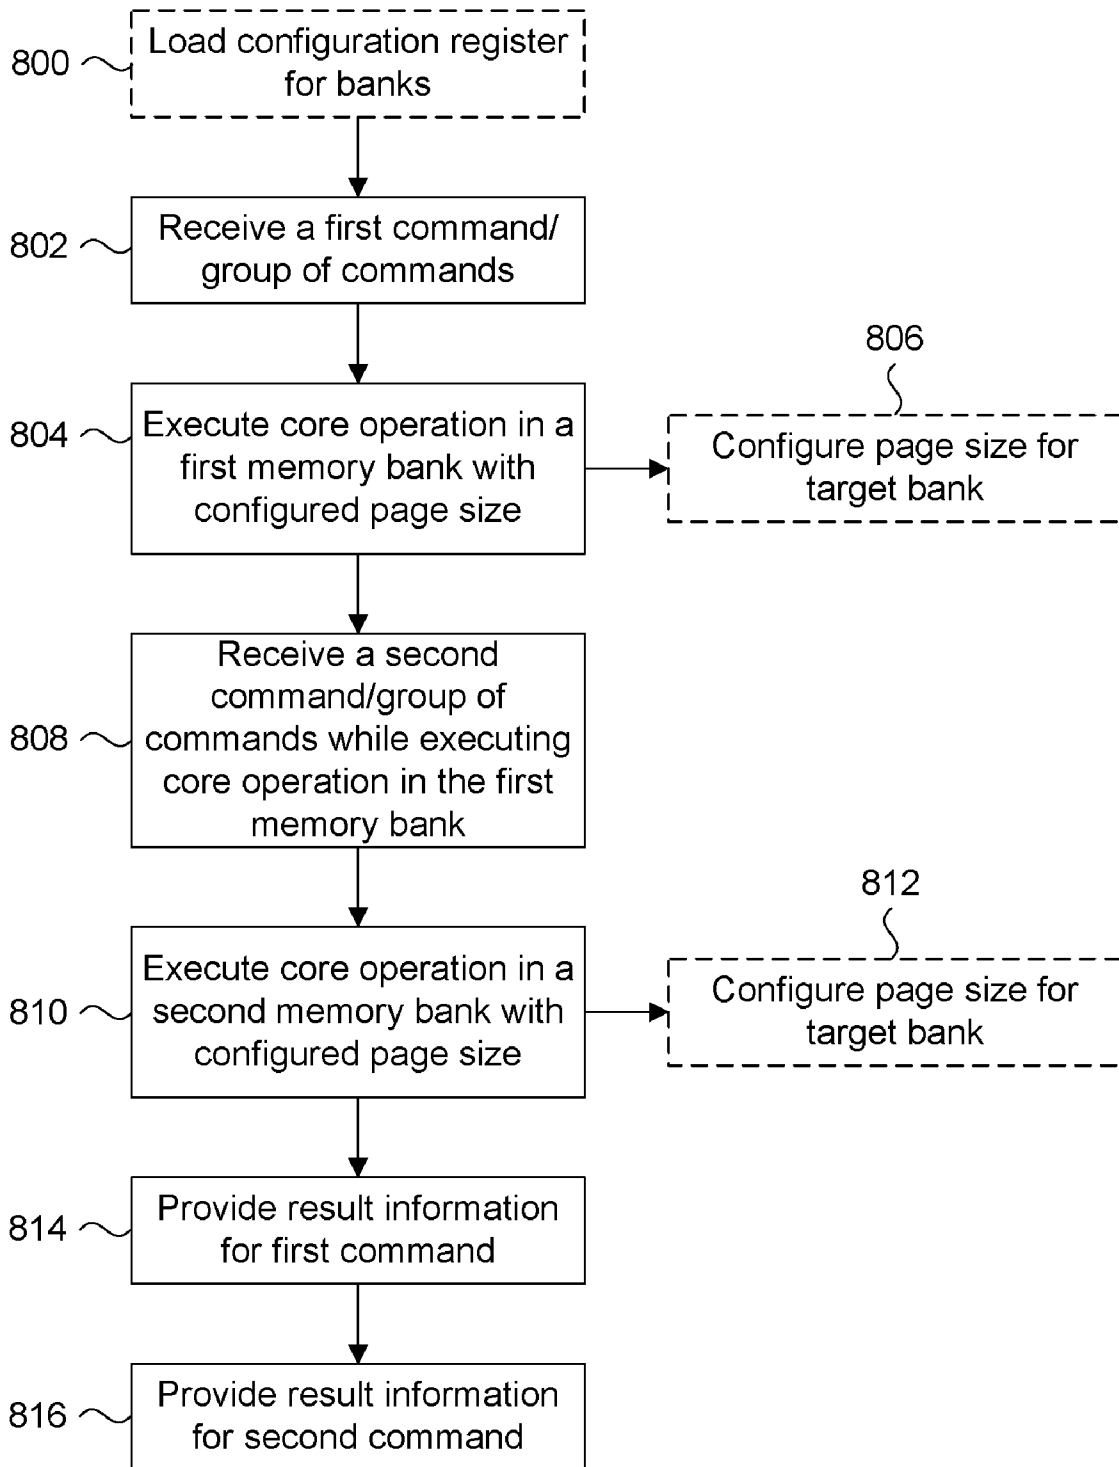 800
Load configuration register
for banks
802
Receive a first command/
group of commands
804
Execute core operation in a
first memory bank with
configured page size
806
Configure page size for
target bank
808
Receive a second
command/group of
commands while executing
core operation in the first
memory bank
810
Execute core operation in a
second memory bank with
configured page size
812
Configure page size for
target bank
814
Provide result information
for first command
816
Provide result information
for second command